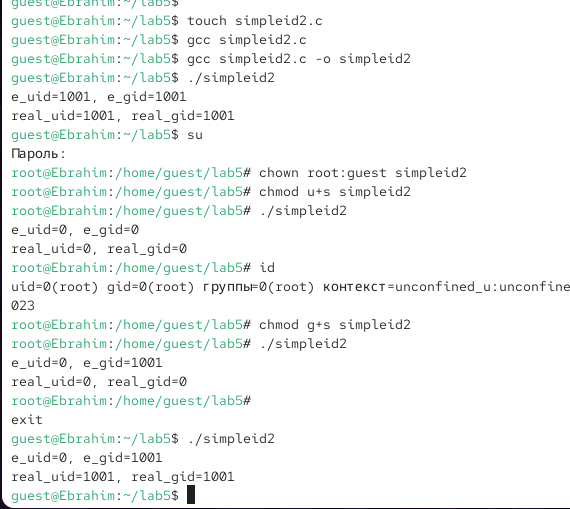 guest@Ebrahim:~/lab5$
guest@Ebrahim:~/lab5$ touch simpleid2.c
guest@Ebrahim:~/lab5$ gcc simpleid2.c
guest@Ebrahim:~/lab5$ gcc simpleid2.c -o simpleid2
guest@Ebrahim:~/lab5$ ./simpleid2
e_uid=1001, e_gid=1001
real_uid=1001, real_gid=1001
guest@Ebrahim:~/lab5$ su
Пароль:
root@Ebrahim:/home/guest/lab5# chown root:guest simpleid2
root@Ebrahim:/home/guest/lab5# chmod u+s simpleid2
root@Ebrahim:/home/guest/lab5# ./simpleid2
e_uid=0, e_gid=0
real_uid=0, real_gid=0
root@Ebrahim:/home/guest/lab5# id
uid=0(root) gid=0(root) группы=0(root) контекст=unconfined_u:unconfine
023
root@Ebrahim:/home/guest/lab5# chmod g+s simpleid2
root@Ebrahim:/home/guest/lab5# ./simpleid2
e_uid=0, e_gid=1001
real_uid=0, real_gid=0
root@Ebrahim:/home/guest/lab5#
exit
guest@Ebrahim:~/lab5$ ./simpleid2
e_uid=0, e_gid=1001
real_uid=1001, real_gid=1001
guest@Ebrahim:~/lab5$